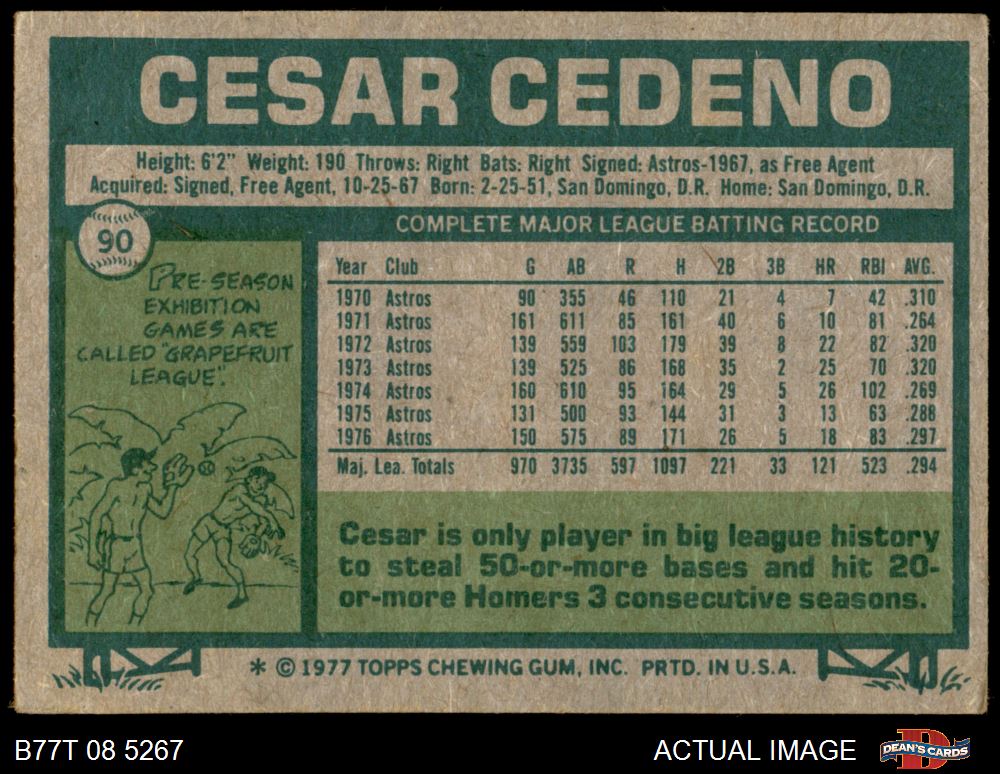 CESAR CEDENO
Height: 6'2" Weight: 190 Throws: Right Bats: Right Signed: Astros-1967, as Free Agent
Acquired: Signed, Free Agent, 10-25-67 Born: 2-25-51, San Domingo, D.R. Home: San Domingo, D.R.
90
PRE-SEASON
EXHIBITION
GAMES ARE
CALLED "GRAPEFRUIT
LEAGUE".
COMPLETE MAJOR LEAGUE BATTING RECORD
Year Club G AB R H 2B 3B HR RBI AVG.
1970 Astros 90 355 46 110 21 4 7 42 .310
1971 Astros 161 611 85 161 40 6 10 81 .264
1972 Astros 139 559 103 179 39 8 22 82 .320
1973 Astros 139 525 86 168 35 2 25 70 .320
1974 Astros 160 610 95 164 29 5 26 102 .269
1975 Astros 131 500 93 144 31 3 13 63 .288
1976 Astros 150 575 89 171 26 5 18 83 .297
Maj. Lea. Totals 970 3735 597 1097 221 33 121 523 .294
Cesar is only player in big league history
to steal 50-or-more bases and hit 20-
or-more Homers 3 consecutive seasons.
* © 1977 TOPPS CHEWING GUM, INC. PRTD. IN U.S.A.
B77T 08 5267
ACTUAL IMAGE
D
DEAN'S CARDS